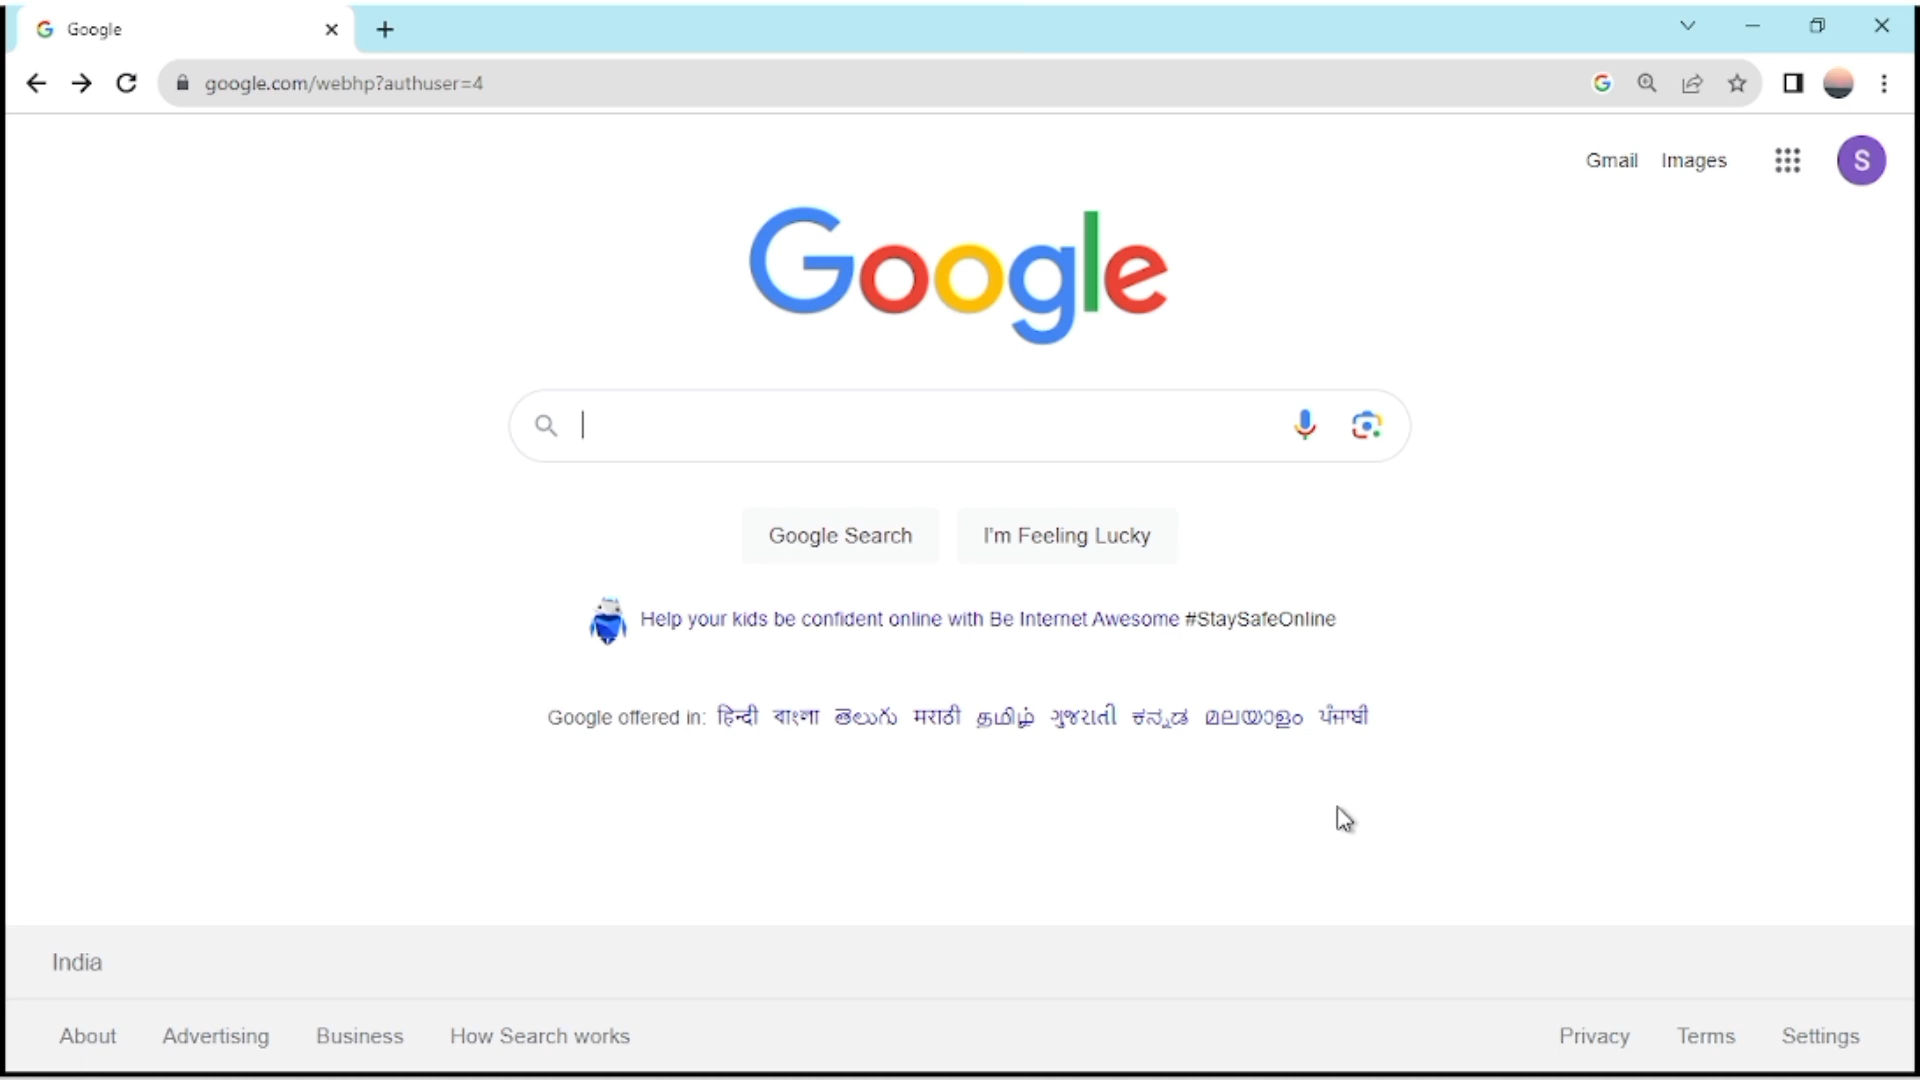 Google
google.com/webhp?authuser=4
Gmail Images
S
Google
Google Search I'm Feeling Lucky
Help your kids be confident online with Be Internet Awesome #StaySafeOnline
Google offered in: हिन्दी বাংলা తెలుగు मराठी தமிழ் ગુજરાતી ಕನ್ನಡ മലയാളം ਪੰਜਾਬੀ
India
About Advertising Business How Search works Privacy Terms Settings